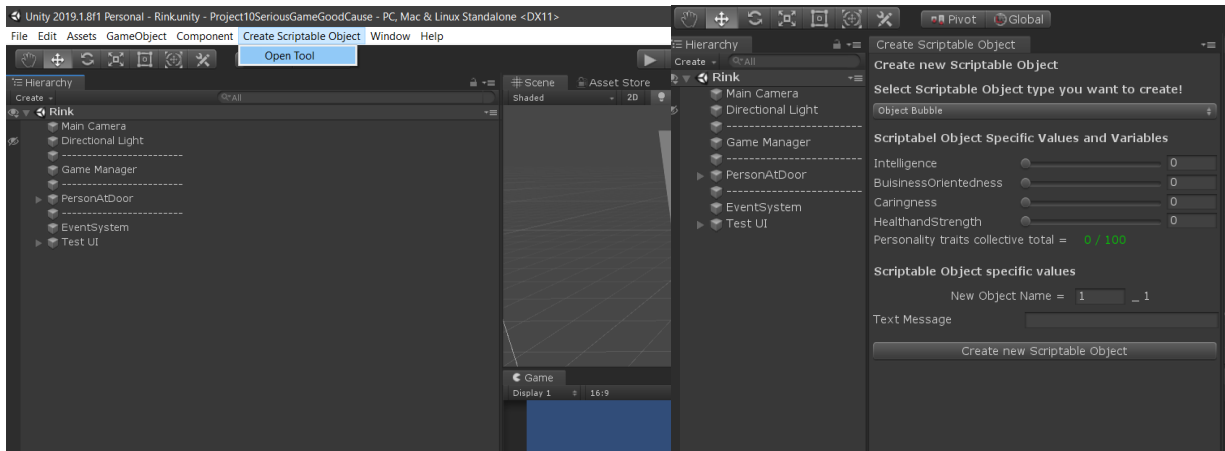 Unity 2019.1.8f1 Personal - Rink.unity - Project10SeriousGameGoodCause - PC, Mac & Linux Standalone <DX11>
File Edit Assets GameObject Component Create Scriptable Object Window Help
Open Tool
Hierarchy
Create
All
Rink
Main Camera
Directional Light
------------------------
Game Manager
------------------------
PersonAtDoor
------------------------
EventSystem
Test UI
Scene Asset Store
Shaded 2D
Game
Display 1 16:9
Pivot Global
Hierarchy
Create All
Rink
Main Camera
Directional Light
------------------------
Game Manager
------------------------
PersonAtDoor
------------------------
EventSystem
Test UI
Create Scriptable Object
Create new Scriptable Object
Select Scriptable Object type you want to create!
Object Bubble
Scriptabel Object Specific Values and Variables
Intelligence 0
BuisinessOrientedness 0
Caringness 0
HealthandStrength 0
Personality traits collective total = 0 / 100
Scriptable Object specific values
New Object Name = 1 _ 1
Text Message
Create new Scriptable Object